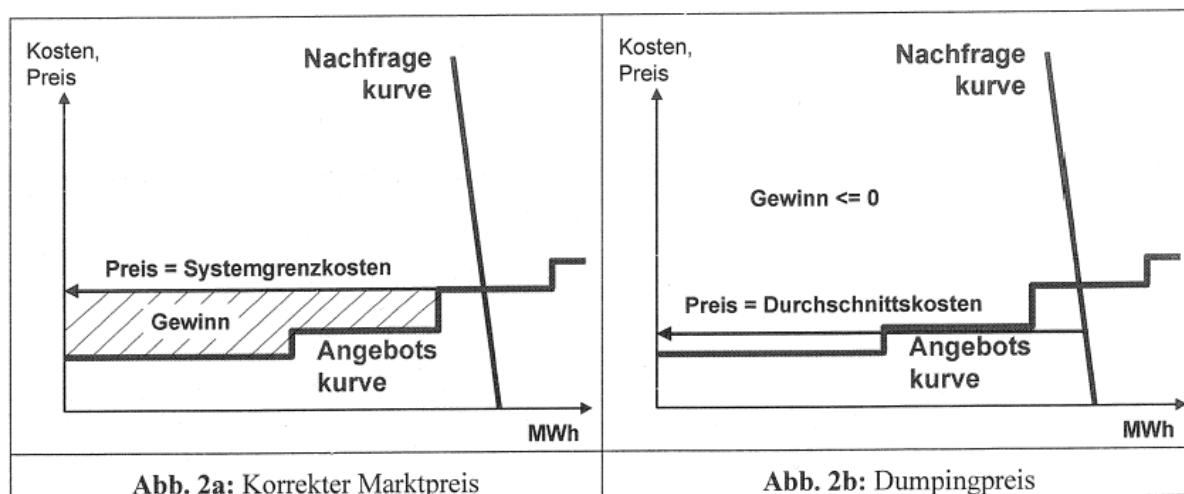 Kosten,
Preis
Nachfrage
kurve
Preis = Systemgrenzkosten
Gewinn
Angebots
kurve
MWh
Abb. 2a: Korrekter Marktpreis
Kosten,
Preis
Nachfrage
kurve
Gewinn <= 0
Preis = Durchschnittskosten
Angebots
kurve
MWh
Abb. 2b: Dumpingpreis